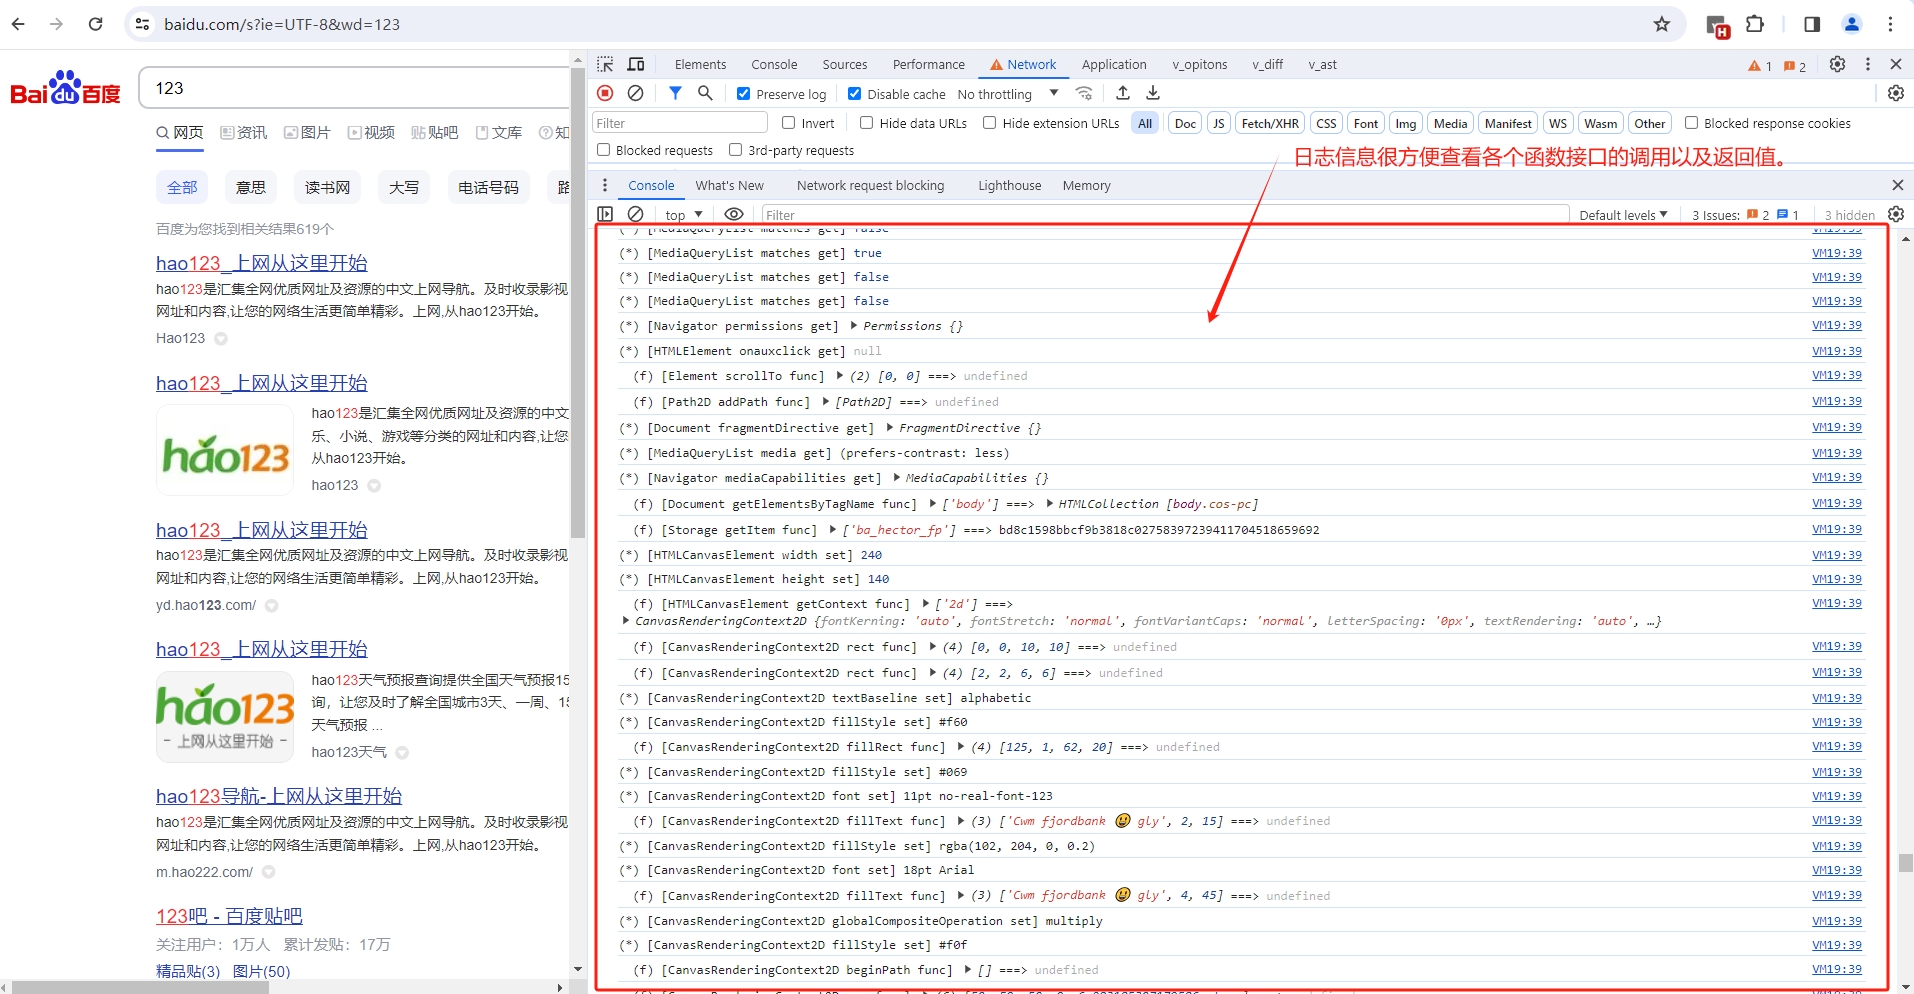 baidu.com/s?ie=UTF-8&wd=123
H
Bai du 百度
123
网页 资讯 图片 视频 贴吧 文库 知
全部 意思 读书网 大写 电话号码 路
百度为您找到相关结果619个
hao123_上网从这里开始
hao123是汇集全网优质网址及资源的中文上网导航。及时收录影视
网址和内容,让您的网络生活更简单精彩。上网,从hao123开始。
Hao123
hao123_上网从这里开始
hao123
hao123是汇集全网优质网址及资源的中文
乐、小说、游戏等分类的网址和内容,让您
从hao123开始。
hao123
hao123_上网从这里开始
hao123是汇集全网优质网址及资源的中文上网导航。及时收录影视
网址和内容,让您的网络生活更简单精彩。上网,从hao123开始。
yd.hao123.com/
hao123_上网从这里开始
hao123
- 上网从这里开始 -
hao123天气预报查询提供全国天气预报15
询，让您及时了解全国城市3天、一周、15
天气预报 ...
hao123天气
hao123导航-上网从这里开始
hao123是汇集全网优质网址及资源的中文上网导航。及时收录影视
网址和内容,让您的网络生活更简单精彩。上网,从hao123开始。
m.hao222.com/
123吧 - 百度贴吧
关注用户：1万人 累计发贴：17万
精品贴(3) 图片(50)
Elements Console Sources Performance Network Application v_opitons v_diff v_ast 1 2
Preserve log Disable cache No throttling
Filter Invert Hide data URLs Hide extension URLs All Doc JS Fetch/XHR CSS Font Img Media Manifest WS Wasm Other Blocked response cookies
Blocked requests 3rd-party requests
日志信息很方便查看各个函数接口的调用以及返回值。
Console What's New Network request blocking Lighthouse Memory
top Filter Default levels 3 Issues: 2 1 3 hidden
(*) [MediaQueryList matches get] false VM19:39
(*) [MediaQueryList matches get] true VM19:39
(*) [MediaQueryList matches get] false VM19:39
(*) [MediaQueryList matches get] false VM19:39
(*) [Navigator permissions get] Permissions {} VM19:39
(*) [HTMLElement onauxclick get] null VM19:39
(f) [Element scrollTo func] (2) [0, 0] ===> undefined VM19:39
(f) [Path2D addPath func] [Path2D] ===> undefined VM19:39
(*) [Document fragmentDirective get] FragmentDirective {} VM19:39
(*) [MediaQueryList media get] (prefers-contrast: less) VM19:39
(*) [Navigator mediaCapabilities get] MediaCapabilities {} VM19:39
(f) [Document getElementsByTagName func] ['body'] ===> HTMLCollection [body.cos-pc] VM19:39
(f) [Storage getItem func] ['ba_hector_fp'] ===> bd8c1598bbcf9b3818c02758397239411704518659692 VM19:39
(*) [HTMLCanvasElement width set] 240 VM19:39
(*) [HTMLCanvasElement height set] 140 VM19:39
(f) [HTMLCanvasElement getContext func] ['2d'] ===> VM19:39
CanvasRenderingContext2D {fontKerning: 'auto', fontStretch: 'normal', fontVariantCaps: 'normal', letterSpacing: '0px', textRendering: 'auto', …}
(f) [CanvasRenderingContext2D rect func] (4) [0, 0, 10, 10] ===> undefined VM19:39
(f) [CanvasRenderingContext2D rect func] (4) [2, 2, 6, 6] ===> undefined VM19:39
(*) [CanvasRenderingContext2D textBaseline set] alphabetic VM19:39
(*) [CanvasRenderingContext2D fillStyle set] #f60 VM19:39
(f) [CanvasRenderingContext2D fillRect func] (4) [125, 1, 62, 20] ===> undefined VM19:39
(*) [CanvasRenderingContext2D fillStyle set] #069 VM19:39
(*) [CanvasRenderingContext2D font set] 11pt no-real-font-123 VM19:39
(f) [CanvasRenderingContext2D fillText func] (3) ['Cwm fjordbank 😃 gly', 2, 15] ===> undefined VM19:39
(*) [CanvasRenderingContext2D fillStyle set] rgba(102, 204, 0, 0.2) VM19:39
(*) [CanvasRenderingContext2D font set] 18pt Arial VM19:39
(f) [CanvasRenderingContext2D fillText func] (3) ['Cwm fjordbank 😃 gly', 4, 45] ===> undefined VM19:39
(*) [CanvasRenderingContext2D globalCompositeOperation set] multiply VM19:39
(*) [CanvasRenderingContext2D fillStyle set] #f0f VM19:39
(f) [CanvasRenderingContext2D beginPath func] [] ===> undefined VM19:39